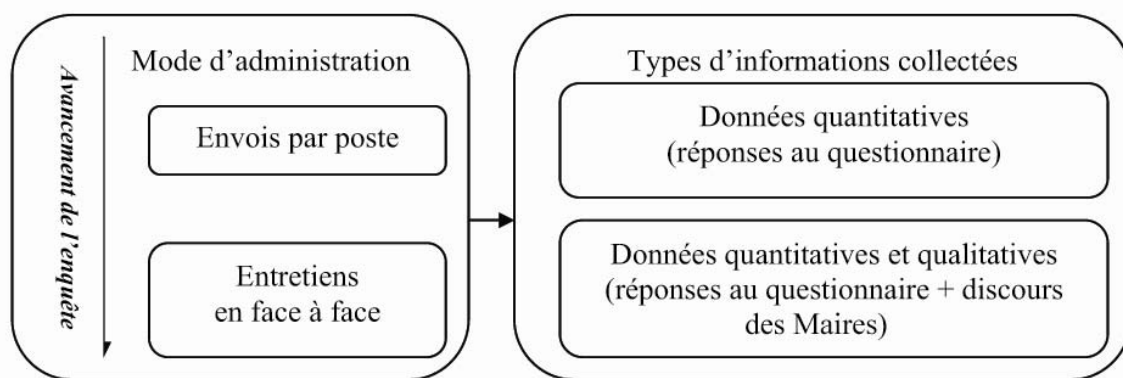 Avancement de l'enquête
Mode d'administration
Envois par poste
Entretiens
en face à face
Types d'informations collectées
Données quantitatives
(réponses au questionnaire)
Données quantitatives et qualitatives
(réponses au questionnaire + discours
des Maires)